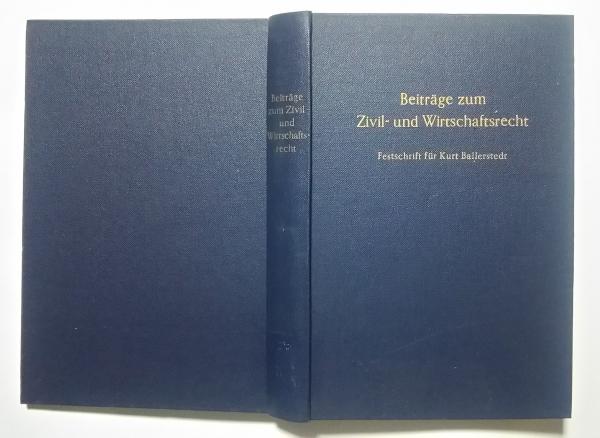 Beiträge
zum Zivil-
und
Wirtschafts-
recht
Beiträge zum
Zivil- und Wirtschaftsrecht
Festschrift für Kurt Ballerstedt